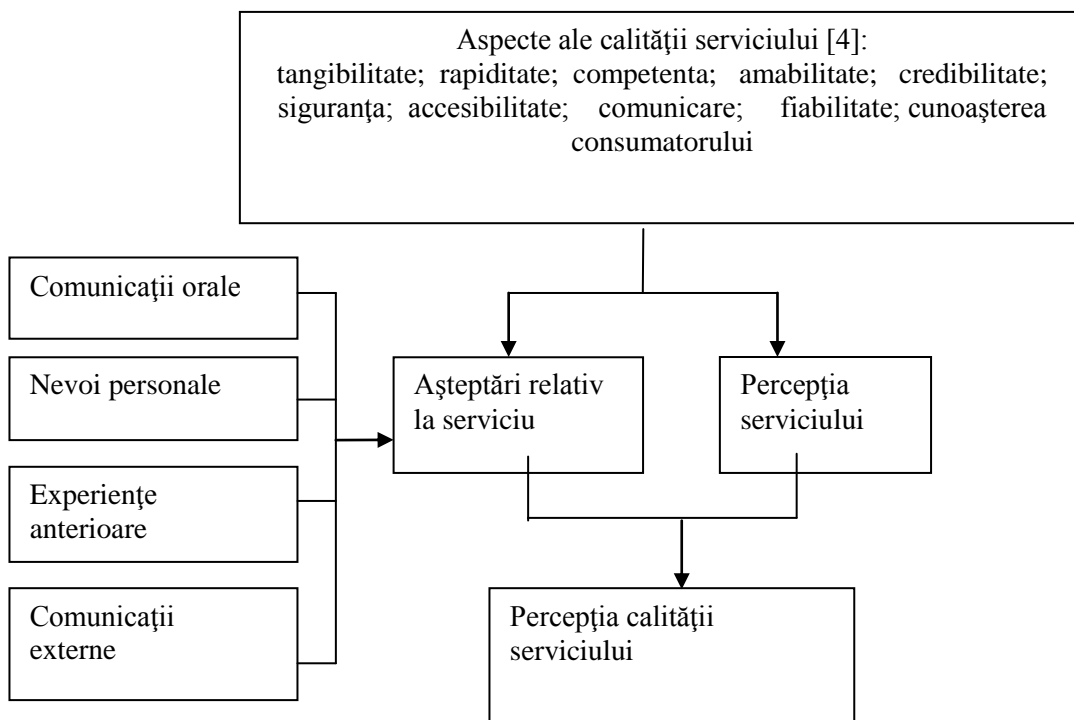 Aspecte ale calităţii serviciului [4]:
tangibilitate; rapiditate; competenta; amabilitate; credibilitate;
siguranţa; accesibilitate; comunicare; fiabilitate; cunoaşterea
consumatorului
Comunicaţii orale
Nevoi personale
Aşteptări relativ
la serviciu
Percepţia
serviciului
Experienţe
anterioare
Comunicaţii
externe
Percepţia calităţii
serviciului